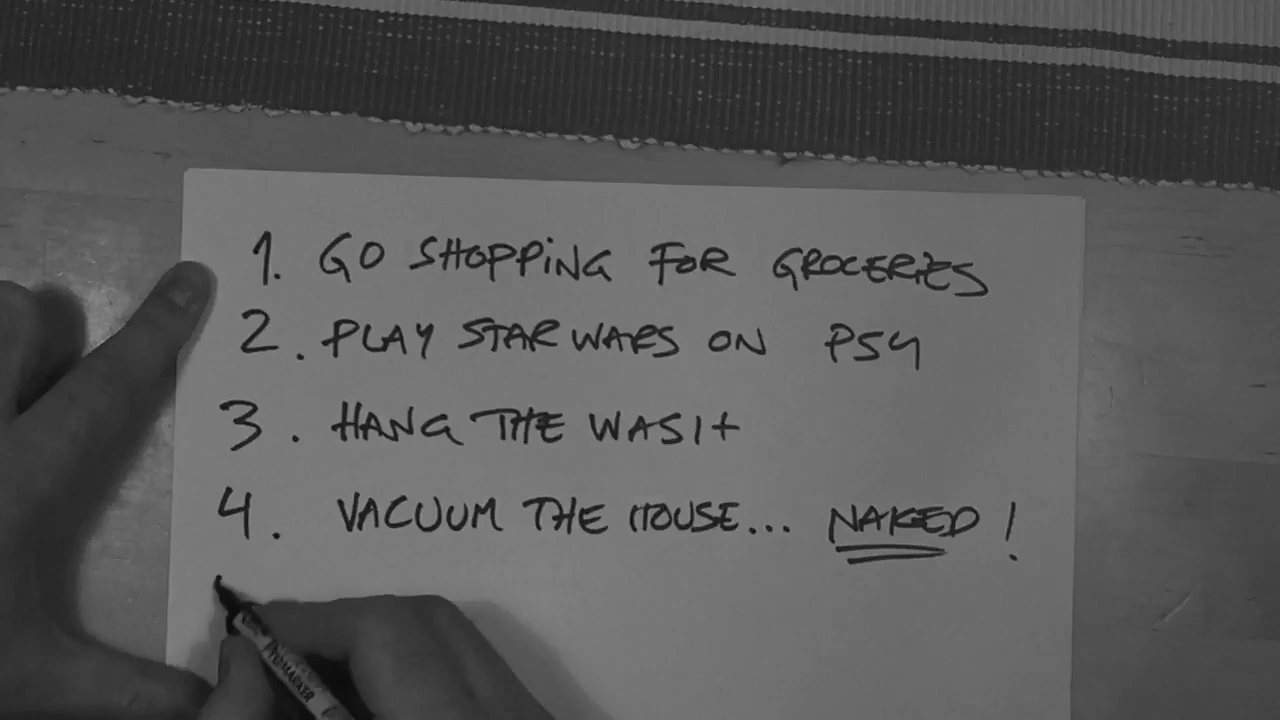 1. GO SHOPPING FOR GROCERIES
2. PLAY STAR WARS ON PS4
3. HANG THE WASH
4. VACUUM THE HOUSE... NAKED!